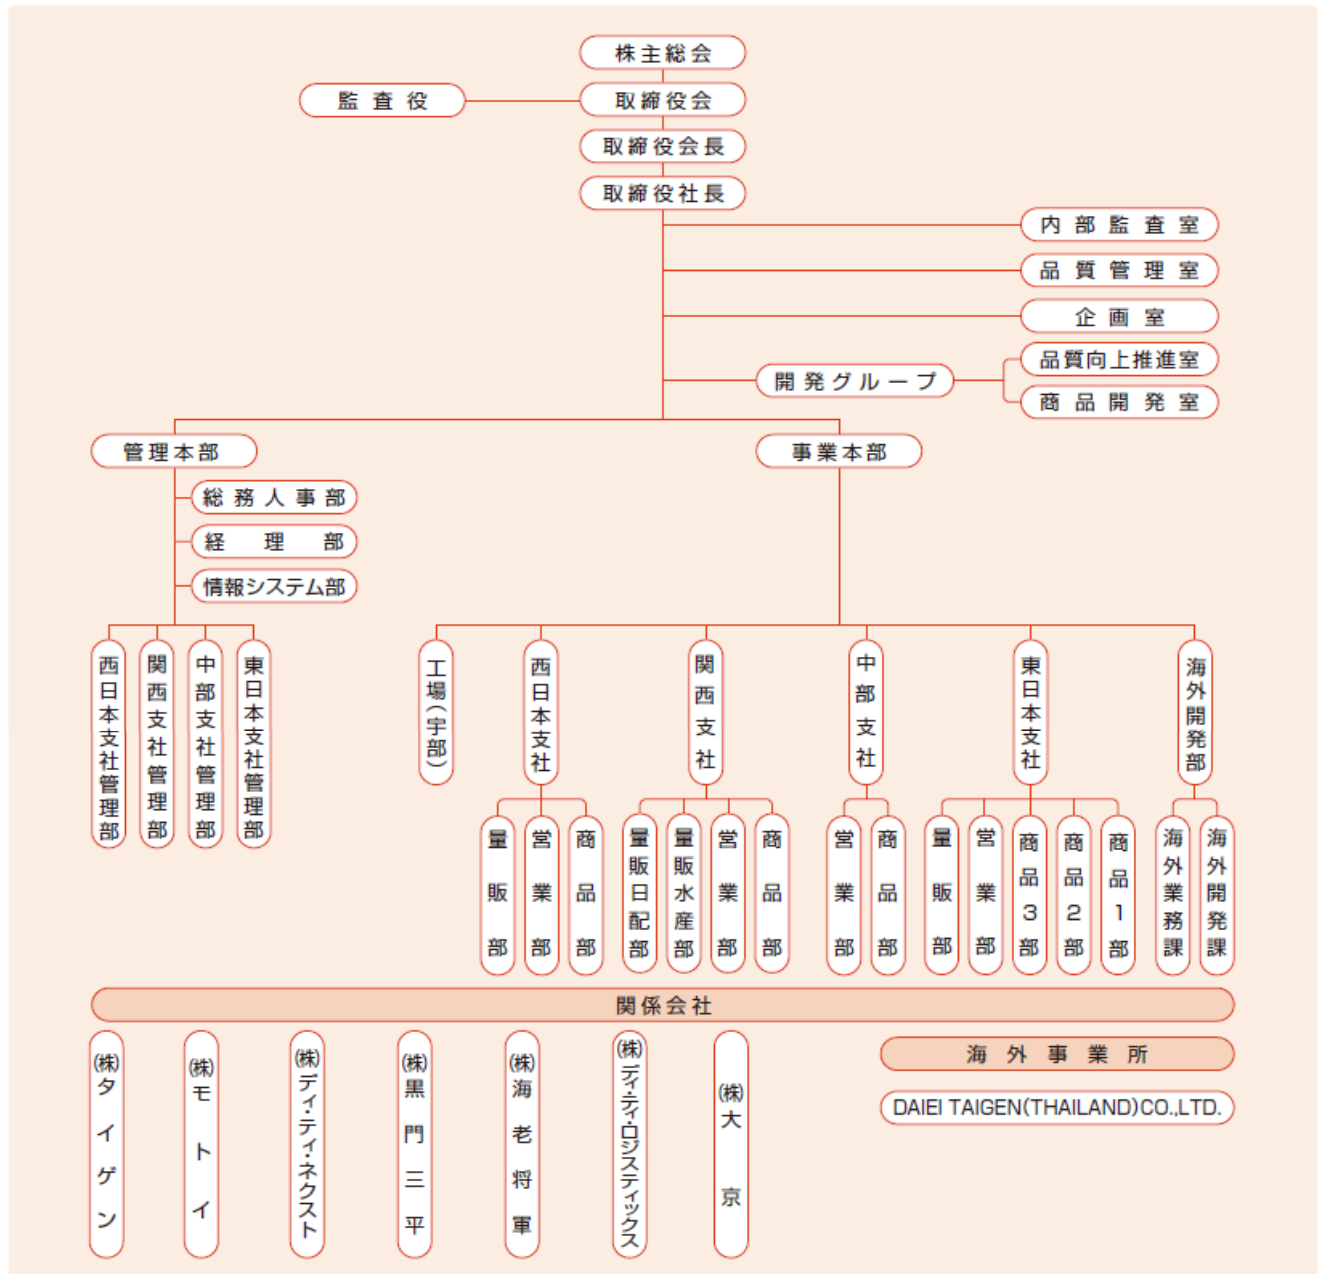 株主総会
監査役
取締役会
取締役会長
取締役社長
内部監査室
品質管理室
企画室
品質向上推進室
開発グループ
商品開発室
管理本部
事業本部
総務人事部
経理部
情報システム部
西日本支社管理部
関西支社管理部
中部支社管理部
東日本支社管理部
工場(宇部)
西日本支社
関西支社
中部支社
東日本支社
海外開発部
量販部
営業部
商品部
量販日配部
量販水産部
営業部
商品部
営業部
商品部
量販部
営業部
商品3部
商品2部
商品1部
海外業務課
海外開発課
関係会社
㈱タイゲン
㈱モトイ
㈱ディ・ティ・ネクスト
㈱黒門三平
㈱海老将軍
㈱ディ・ティ・ロジスティックス
㈱大京
海外事業所
DAIEI TAIGEN(THAILAND)CO.,LTD.